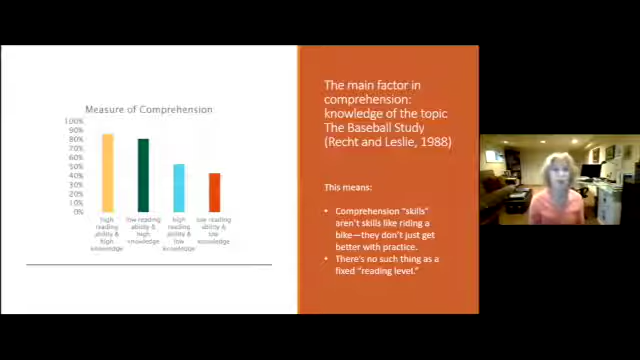 Measure of Comprehension
100%
90%
80%
70%
60%
50%
40%
30%
20%
10%
0%
high reading ability & high knowledge
low reading ability & high knowledge
high reading ability & low knowledge
low reading ability & low knowledge
The main factor in
comprehension:
knowledge of the topic
The Baseball Study
(Recht and Leslie, 1988)
This means:
• Comprehension “skills”
aren’t skills like riding a
bike—they don’t just get
better with practice.
• There’s no such thing as a
fixed “reading level.”